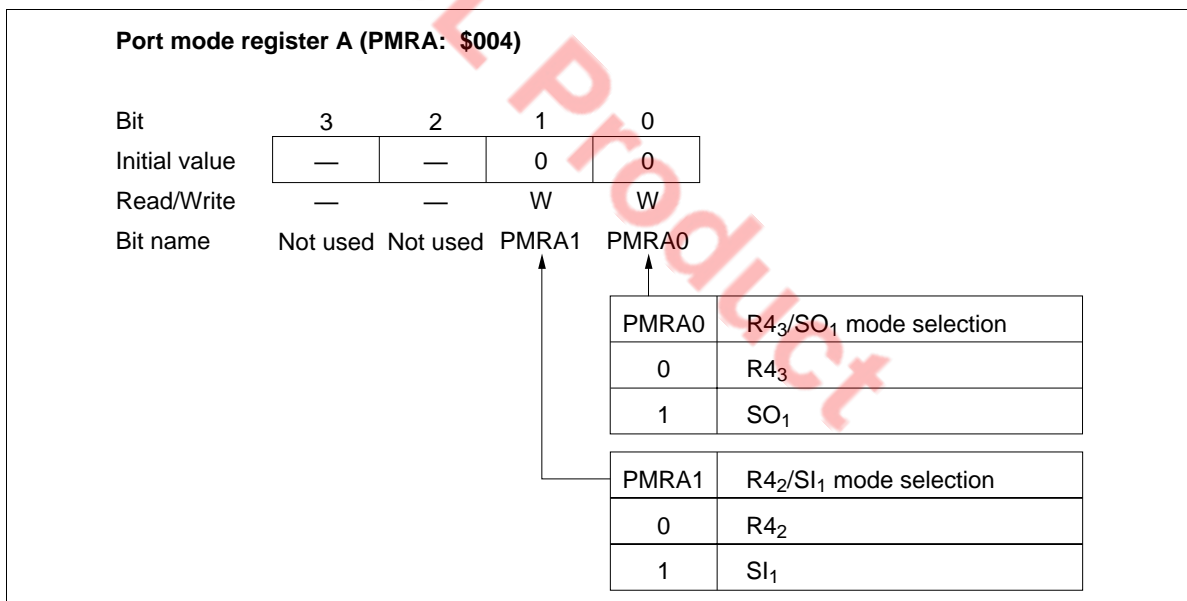 Port mode register A (PMRA: $004)
Bit 3 2 1 0
Initial value — — 0 0
Read/Write — — W W
Bit name Not used Not used PMRA1 PMRA0
PMRA0 R4₃/SO₁ mode selection
0 R4₃
1 SO₁
PMRA1 R4₂/SI₁ mode selection
0 R4₂
1 SI₁
L Product